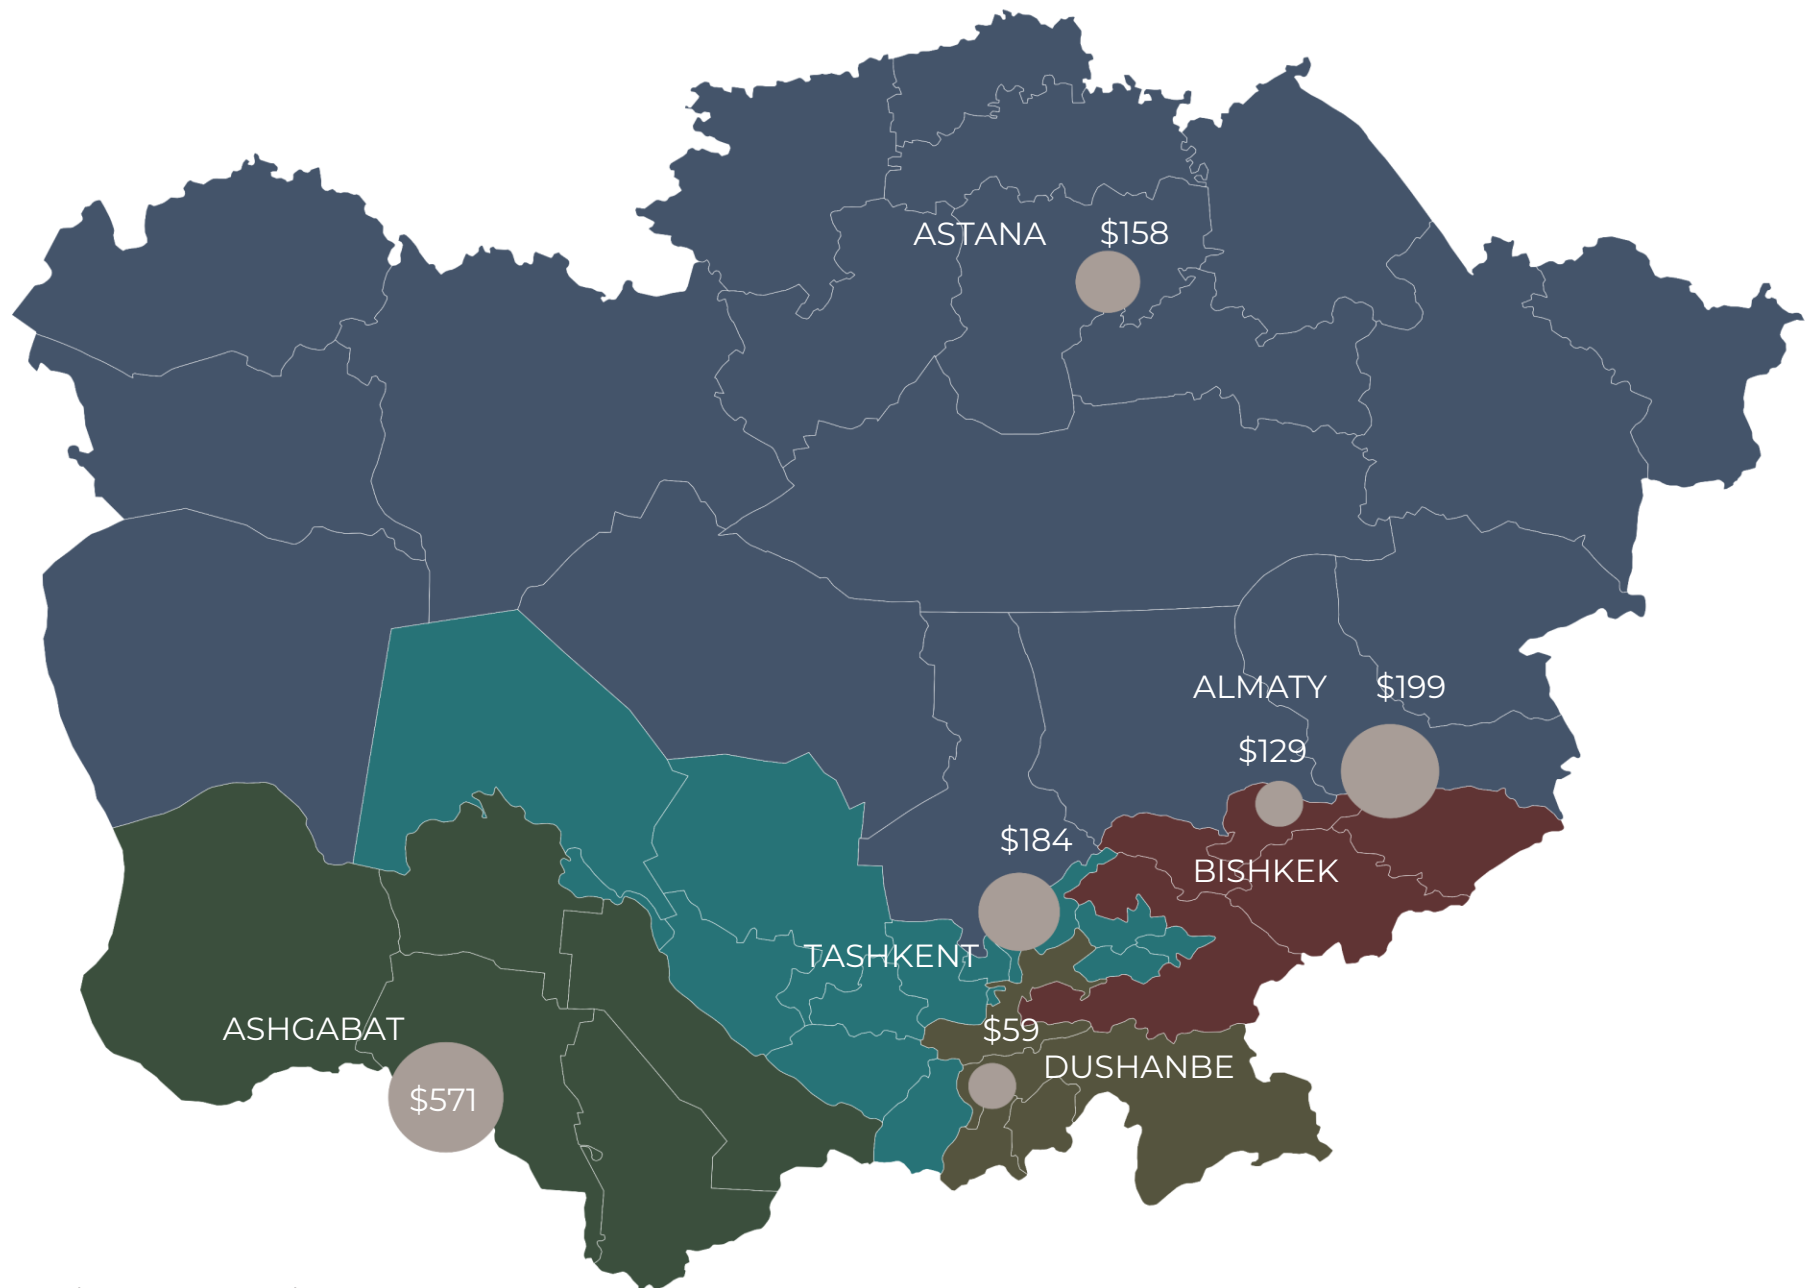 ASTANA $158
ALMATY $199
$129
$184
BISHKEK
TASHKENT
ASHGABAT
$59
DUSHANBE
$571